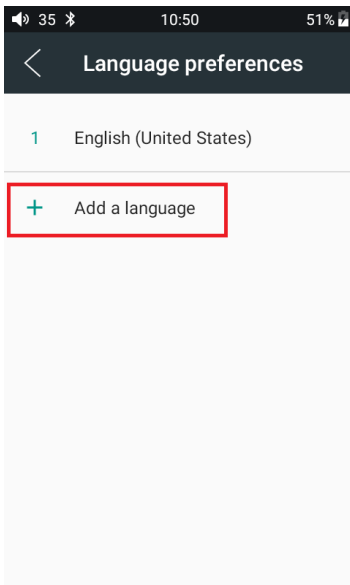 35 10:50 51%
Language preferences
1 English (United States)
+ Add a language